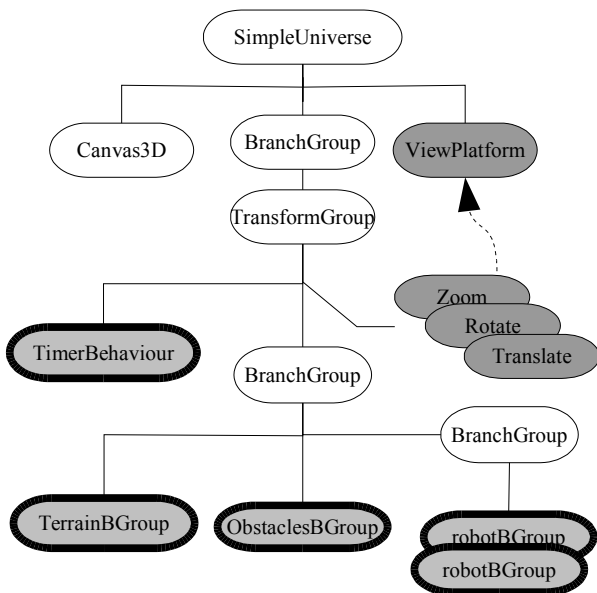 SimpleUniverse
Canvas3D
BranchGroup
ViewPlatform
TransformGroup
Zoom
Rotate
Translate
TimerBehaviour
BranchGroup
BranchGroup
TerrainBGroup
ObstaclesBGroup
robotBGroup
robotBGroup